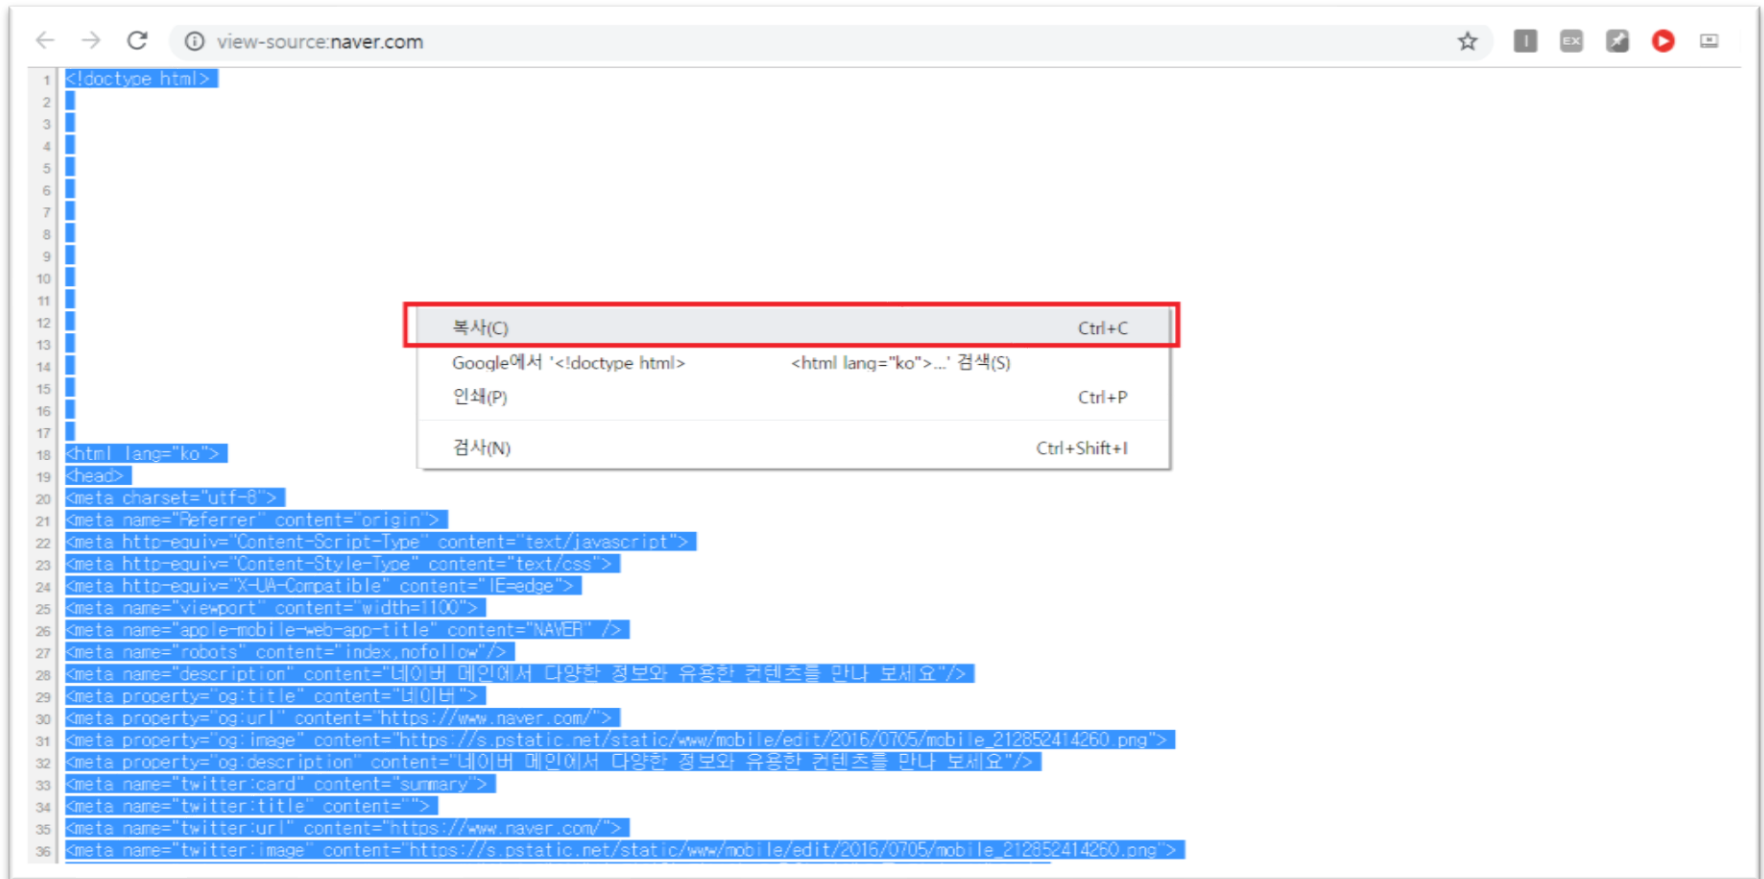 view-source:naver.com
I EX
1 <!doctype html>
2
3
4
5
6
7
8
9
10
11
12
13
14
15
16
17
복사(C) Ctrl+C
Google에서 '<!doctype html> <html lang="ko">...' 검색(S)
인쇄(P) Ctrl+P
검사(N) Ctrl+Shift+I
18 <html lang="ko">
19 <head>
20 <meta charset="utf-8">
21 <meta name="Referrer" content="origin">
22 <meta http-equiv="Content-Script-Type" content="text/javascript">
23 <meta http-equiv="Content-Style-Type" content="text/css">
24 <meta http-equiv="X-UA-Compatible" content="IE=edge">
25 <meta name="viewport" content="width=1100">
26 <meta name="apple-mobile-web-app-title" content="NAVER" />
27 <meta name="robots" content="index,nofollow"/>
28 <meta name="description" content="네이버 메인에서 다양한 정보와 유용한 컨텐츠를 만나 보세요"/>
29 <meta property="og:title" content="네이버">
30 <meta property="og:url" content="https://www.naver.com/">
31 <meta property="og:image" content="https://s.pstatic.net/static/www/mobile/edit/2016/0705/mobile_212852414260.png">
32 <meta property="og:description" content="네이버 메인에서 다양한 정보와 유용한 컨텐츠를 만나 보세요"/>
33 <meta name="twitter:card" content="summary">
34 <meta name="twitter:title" content="">
35 <meta name="twitter:url" content="https://www.naver.com/">
36 <meta name="twitter:image" content="https://s.pstatic.net/static/www/mobile/edit/2016/0705/mobile_212852414260.png">